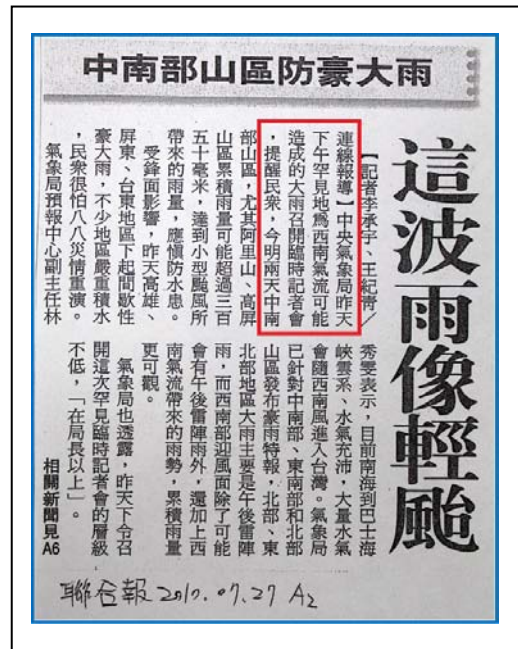 中南部山區防豪大雨
這波雨像輕颱
【記者李承宇、王紀青／
連線報導】中央氣象局昨天
下午罕見地為西南氣流可能
造成的大雨召開臨時記者會
，提醒民眾，今明兩天中南
部山區，尤其阿里山、高屏
山區累積雨量可能超過三百
五十毫米，達到小型颱風所
帶來的雨量，應慎防水患。
受鋒面影響，昨天高雄、
屏東、台東地區下起間歇性
豪大雨，不少地區嚴重積水
，民眾很怕八八災情重演。
氣象局預報中心副主任林
秀雯表示，目前南海到巴士海
峽雲系、水氣充沛，大量水氣
會隨西南風進入台灣。氣象局
已針對中南部、東南部和北部
山區發布豪雨特報，北部、東
北部地區大雨主要是午後雷陣
雨，而西南部迎風面除了可能
會有午後雷陣雨外，還加上西
南氣流帶來的雨勢，累積雨量
更可觀。
氣象局也透露，昨天下令召
開這次罕見臨時記者會的層級
不低，「在局長以上」。
相關新聞見A6
聯合報 2010.07.27 A2